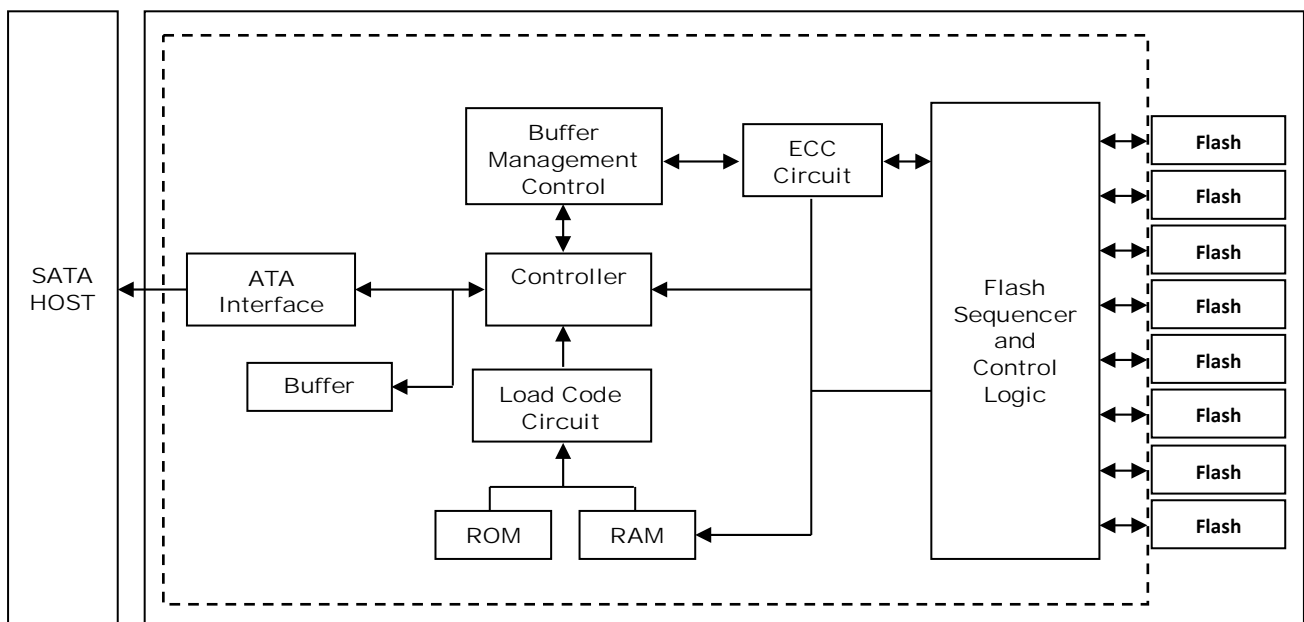 SATA
HOST
ATA
Interface
Buffer
Buffer
Management
Control
Controller
Load Code
Circuit
ROM
RAM
ECC
Circuit
Flash
Sequencer
and
Control
Logic
Flash
Flash
Flash
Flash
Flash
Flash
Flash
Flash